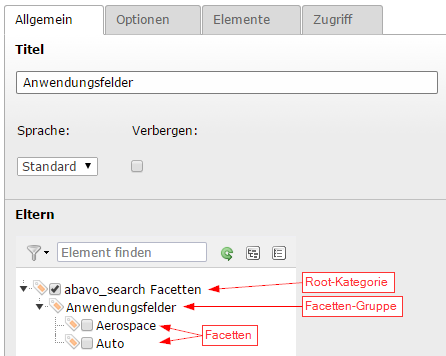 Allgemein Optionen Elemente Zugriff
Titel
Anwendungsfelder
Sprache: Verbergen:
Standard
Eltern
Element finden
abavo_search Facetten
Root-Kategorie
Anwendungsfelder
Facetten-Gruppe
Aerospace
Facetten
Auto